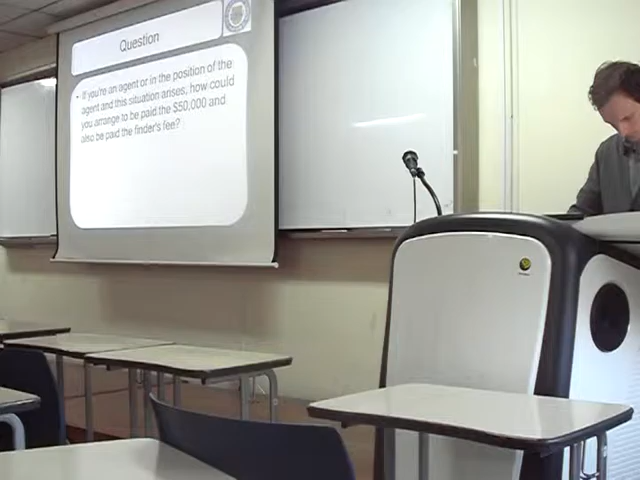 Question
• If you're an agent or in the position of the
agent and this situation arises, how could
you arrange to be paid the $50,000 and
also be paid the finder's fee?